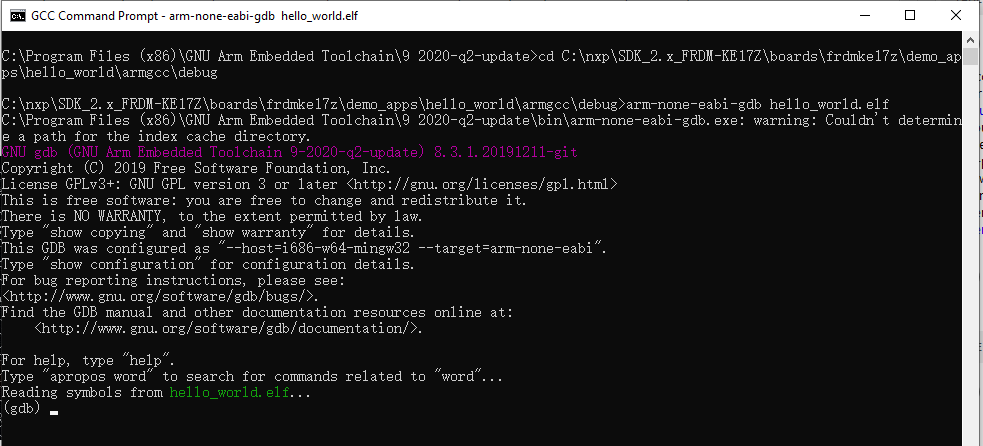 GCC Command Prompt - arm-none-eabi-gdb  hello_world.elf
C:\Program Files (x86)\GNU Arm Embedded Toolchain\9 2020-q2-update>cd C:\nxp\SDK_2.x_FRDM-KE17Z\boards\frdmke17z\demo_ap
ps\hello_world\armgcc\debug
C:\nxp\SDK_2.x_FRDM-KE17Z\boards\frdmke17z\demo_apps\hello_world\armgcc\debug>arm-none-eabi-gdb hello_world.elf
C:\Program Files (x86)\GNU Arm Embedded Toolchain\9 2020-q2-update\bin\arm-none-eabi-gdb.exe: warning: Couldn't determin
e a path for the index cache directory.
GNU gdb (GNU Arm Embedded Toolchain 9-2020-q2-update) 8.3.1.20191211-git
Copyright (C) 2019 Free Software Foundation, Inc.
License GPLv3+: GNU GPL version 3 or later <http://gnu.org/licenses/gpl.html>
This is free software: you are free to change and redistribute it.
There is NO WARRANTY, to the extent permitted by law.
Type "show copying" and "show warranty" for details.
This GDB was configured as "--host=i686-w64-mingw32 --target=arm-none-eabi".
Type "show configuration" for configuration details.
For bug reporting instructions, please see:
<http://www.gnu.org/software/gdb/bugs/>.
Find the GDB manual and other documentation resources online at:
    <http://www.gnu.org/software/gdb/documentation/>.
For help, type "help".
Type "apropos word" to search for commands related to "word"...
Reading symbols from hello_world.elf...
(gdb)